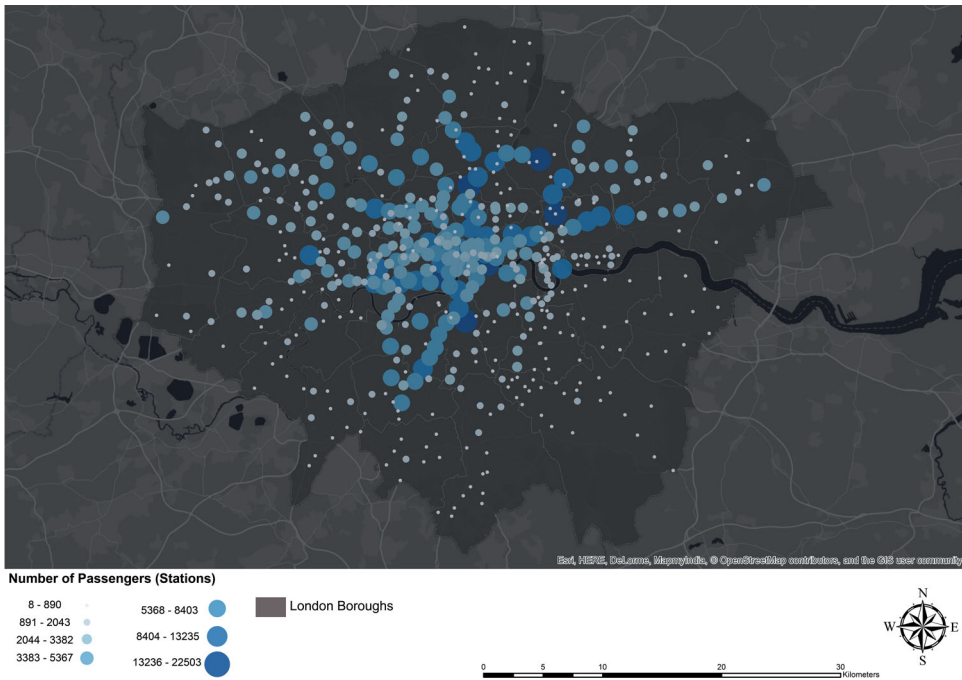 Esri, HERE, DeLorme, MapmyIndia, © OpenStreetMap contributors, and the GIS user community
Number of Passengers (Stations)
8 - 890
891 - 2043
2044 - 3382
3383 - 5367
5368 - 8403
8404 - 13235
13236 - 22503
London Boroughs
N
W E
S
0 5 10 20 30
Kilometers